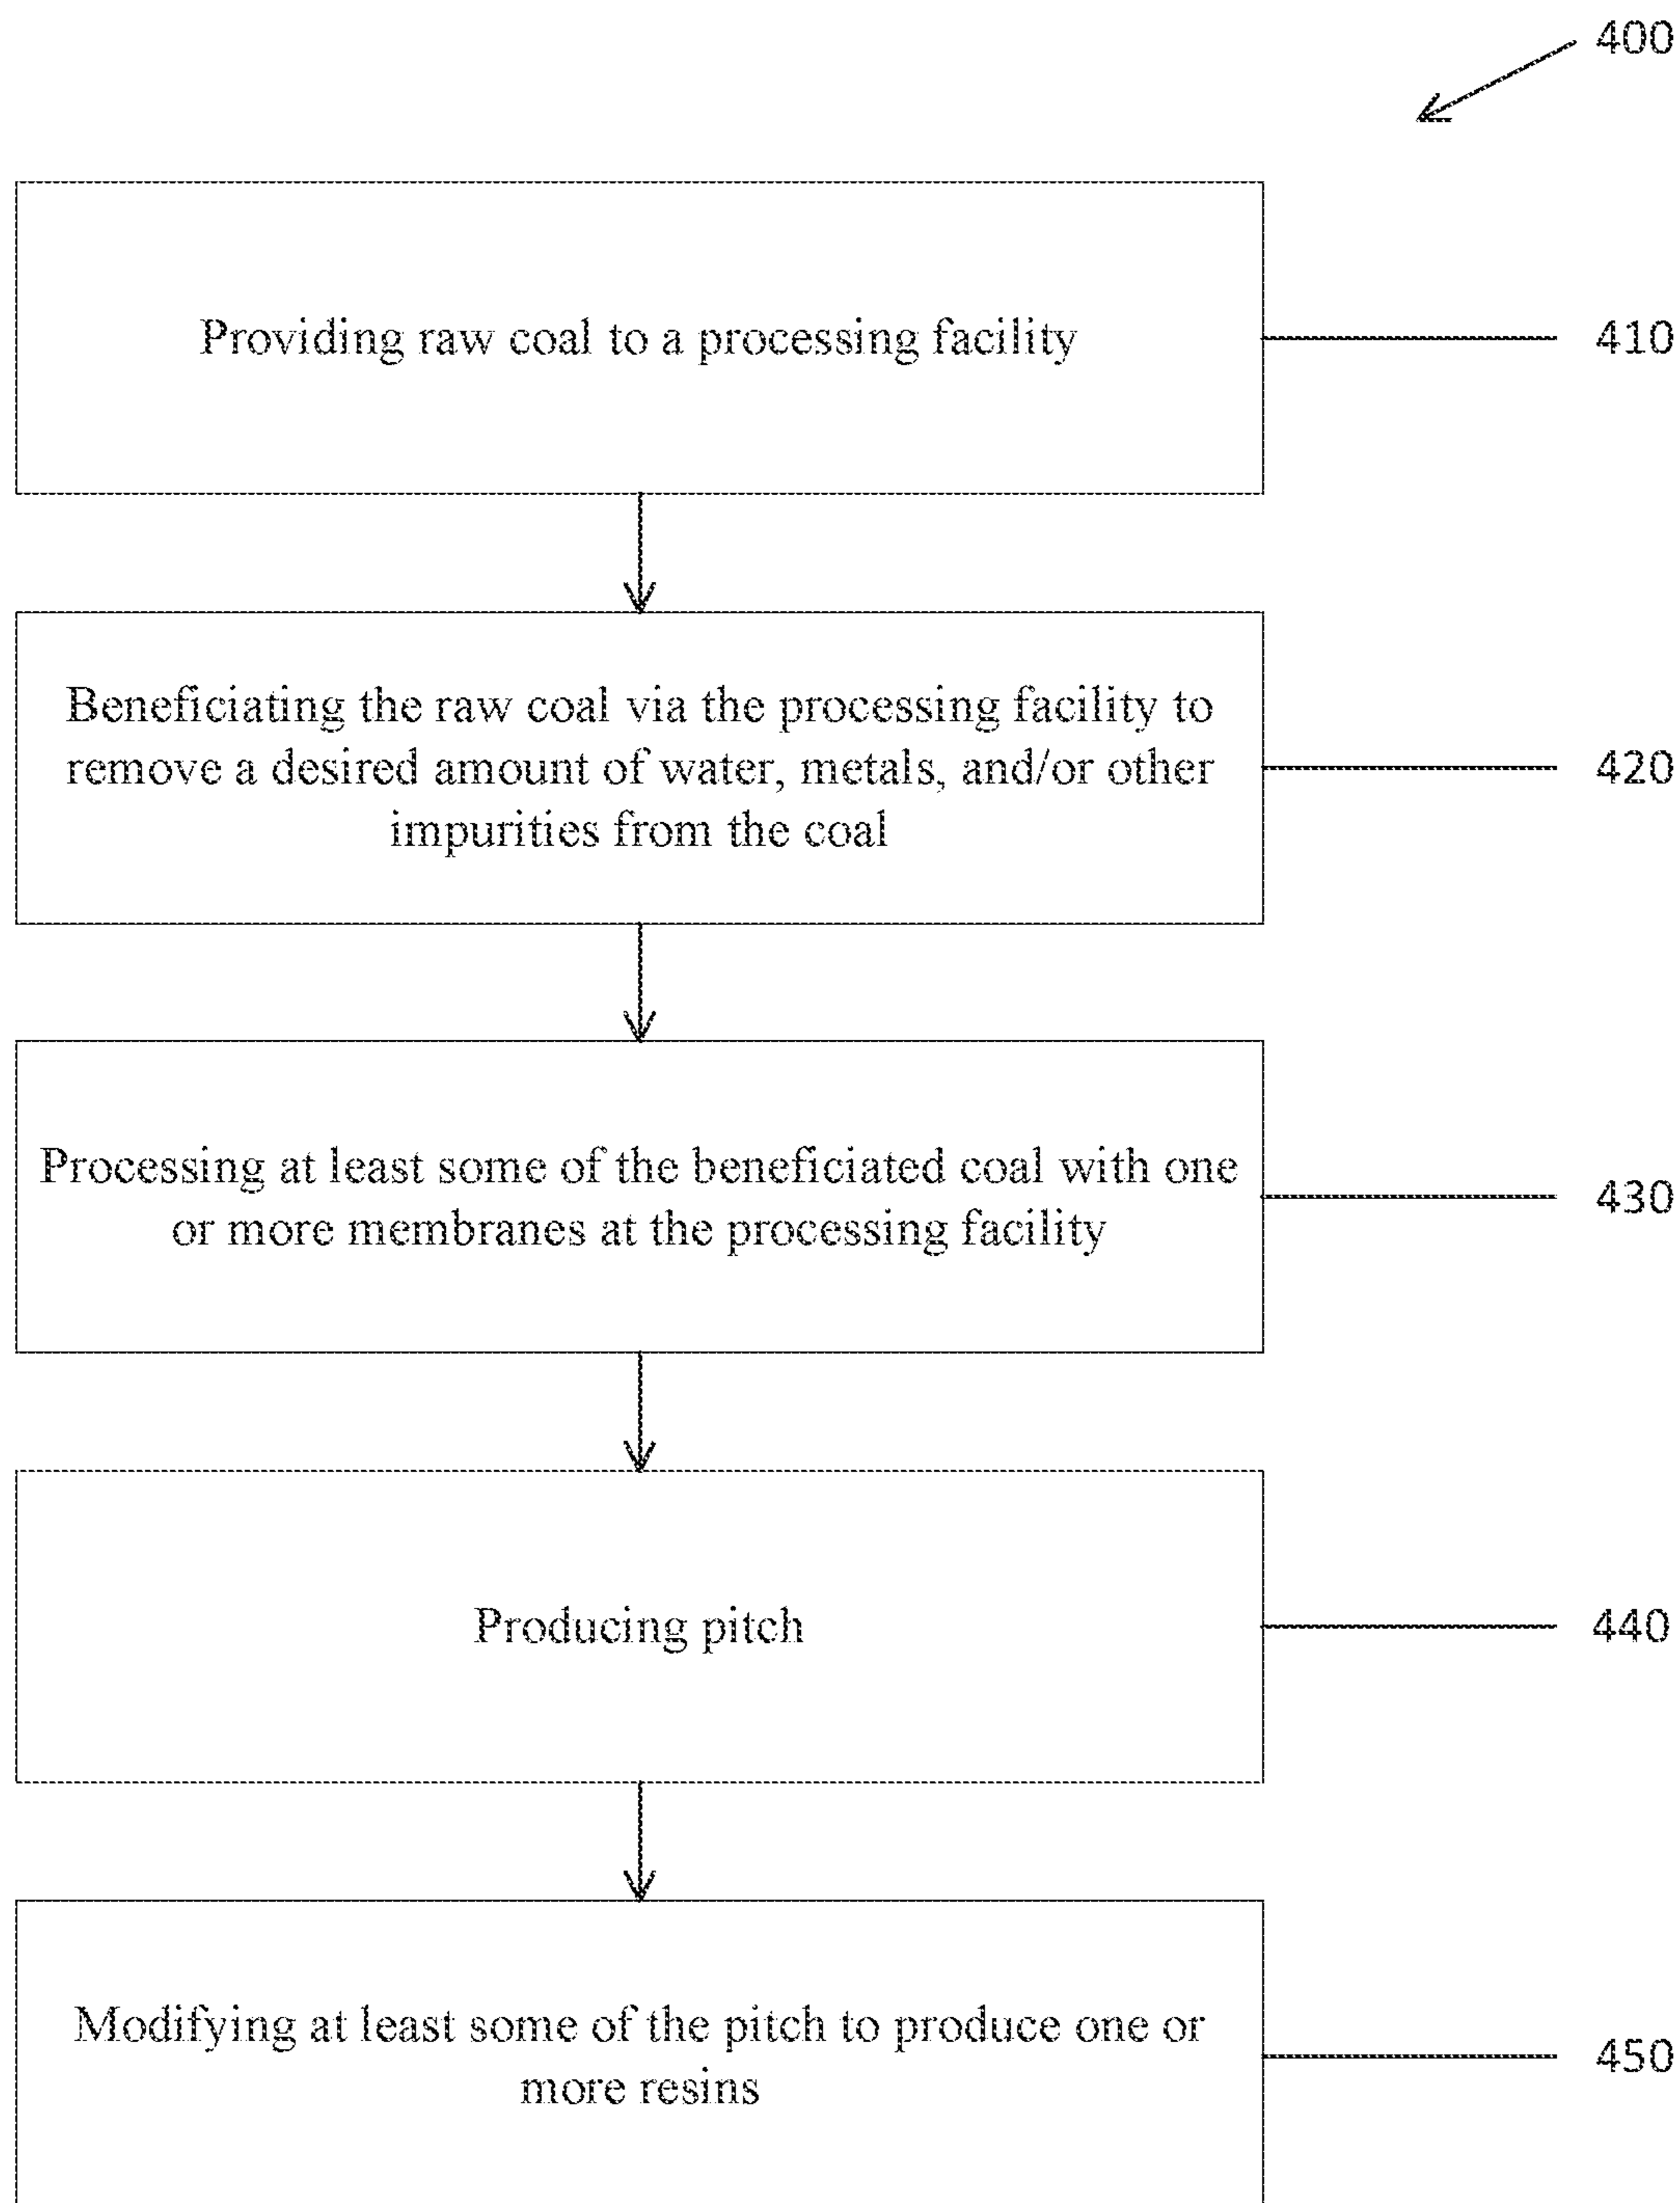 400
Providing raw coal to a processing facility
410
Beneficiating the raw coal via the processing facility to
remove a desired amount of water, metals, and/or other
impurities from the coal
420
Processing at least some of the beneficiated coal with one
or more membranes at the processing facility
430
Producing pitch
440
Modifying at least some of the pitch to produce one or
more resins
450